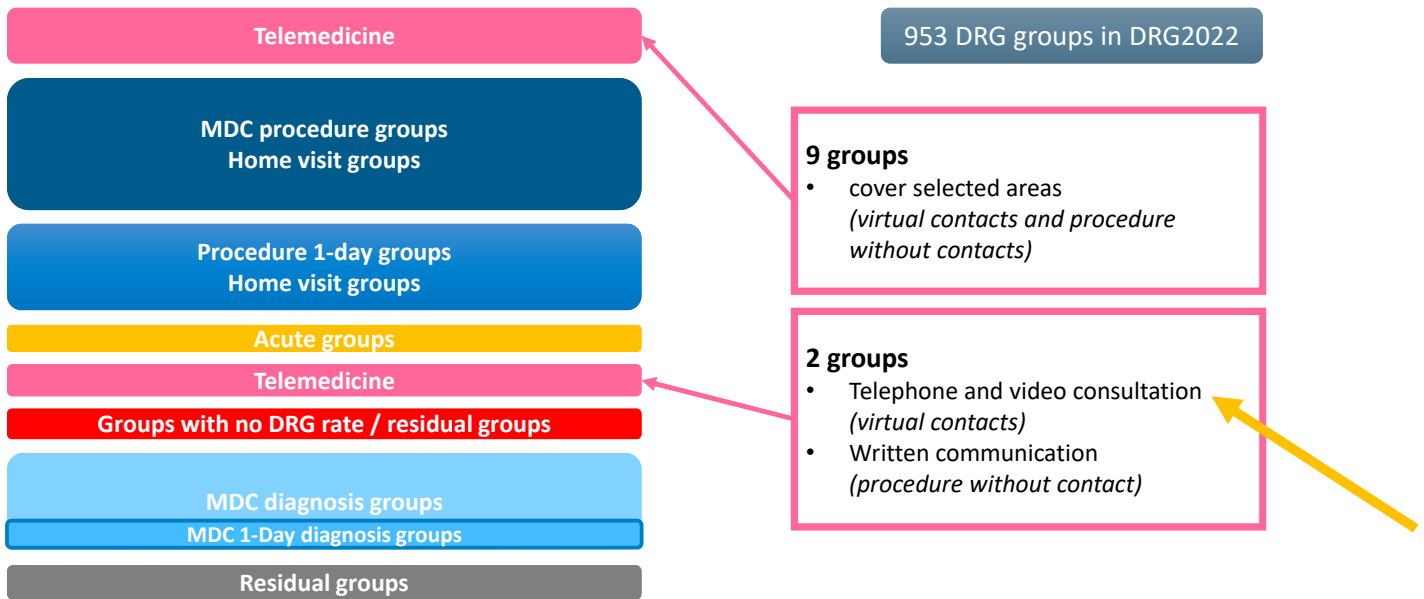 Telemedicine
MDC procedure groups
Home visit groups
Procedure 1-day groups
Home visit groups
Acute groups
Telemedicine
Groups with no DRG rate / residual groups
MDC diagnosis groups
MDC 1-Day diagnosis groups
Residual groups
953 DRG groups in DRG2022
9 groups
• cover selected areas
(virtual contacts and procedure
without contacts)
2 groups
• Telephone and video consultation
(virtual contacts)
• Written communication
(procedure without contact)